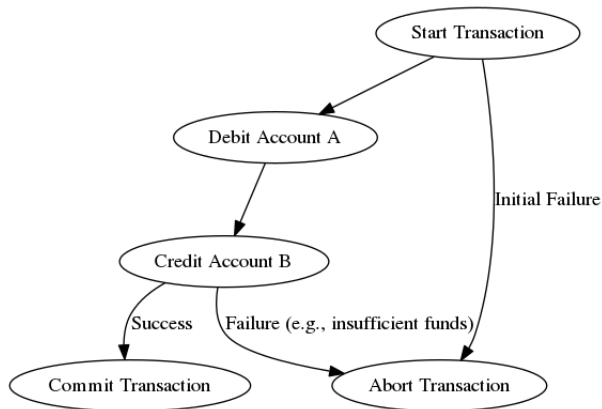 Start Transaction
Debit Account A
Initial Failure
Credit Account B
Success
Failure (e.g., insufficient funds)
Commit Transaction
Abort Transaction